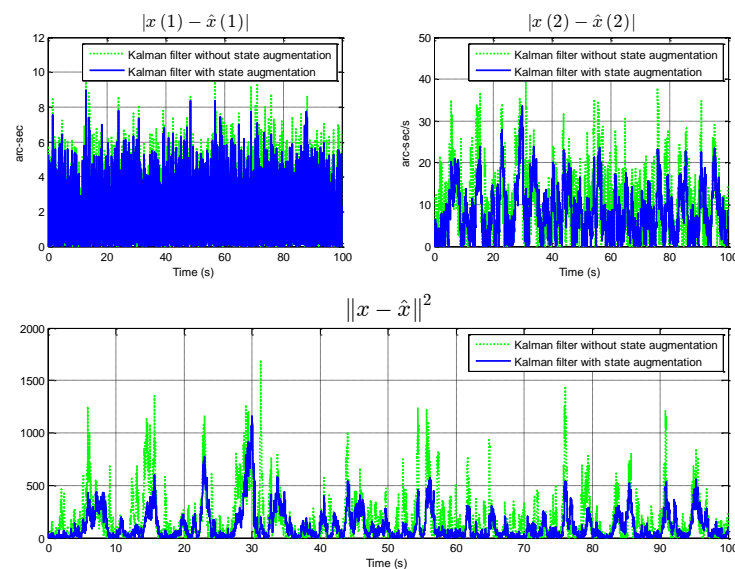 |x (1) − x̂ (1)|
12
10
8
6
4
2
0
arc-sec
Kalman filter without state augmentation
Kalman filter with state augmentation
0 20 40 60 80 100
Time (s)
|x (2) − x̂ (2)|
50
40
30
20
10
0
arc-sec/s
Kalman filter without state augmentation
Kalman filter with state augmentation
0 20 40 60 80 100
Time (s)
‖x − x̂‖²
2000
1500
1000
500
0
Kalman filter without state augmentation
Kalman filter with state augmentation
0 10 20 30 40 50 60 70 80 90 100
Time (s)